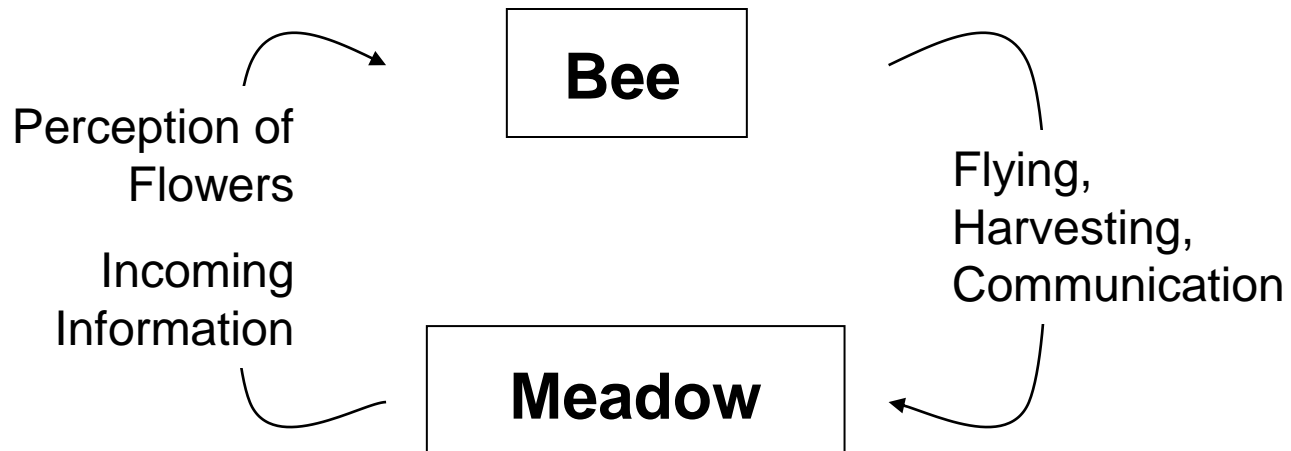 Bee
Perception of
Flowers
Incoming
Information
Flying,
Harvesting,
Communication
Meadow